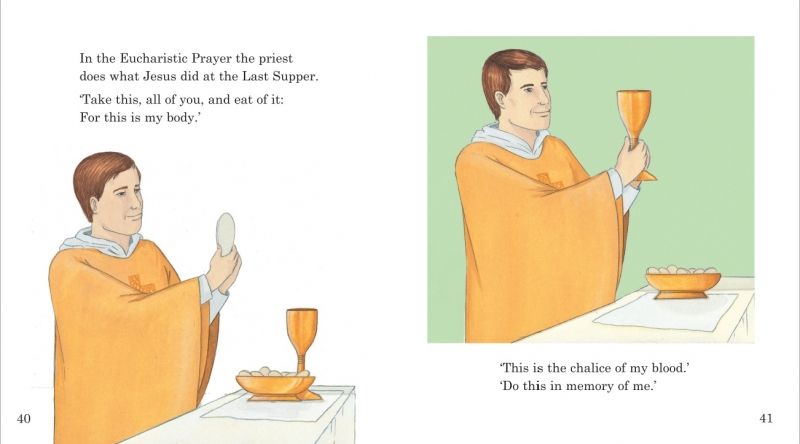 In the Eucharistic Prayer the priest
does what Jesus did at the Last Supper.
‘Take this, all of you, and eat of it:
For this is my body.’
40
‘This is the chalice of my blood.’
‘Do this in memory of me.’
41